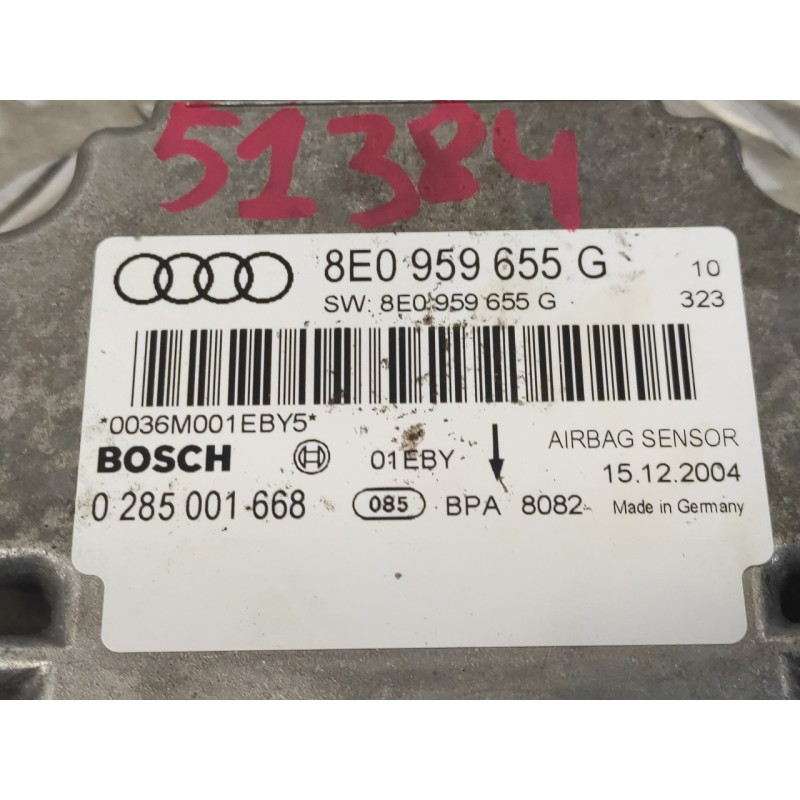 51384
8E0 959 655 G 10
SW: 8E0 959 655 G 323
*0036M001EBY5*
AIRBAG SENSOR
BOSCH 01EBY 15.12.2004
0 285 001 668 085 BPA 8082 Made in Germany